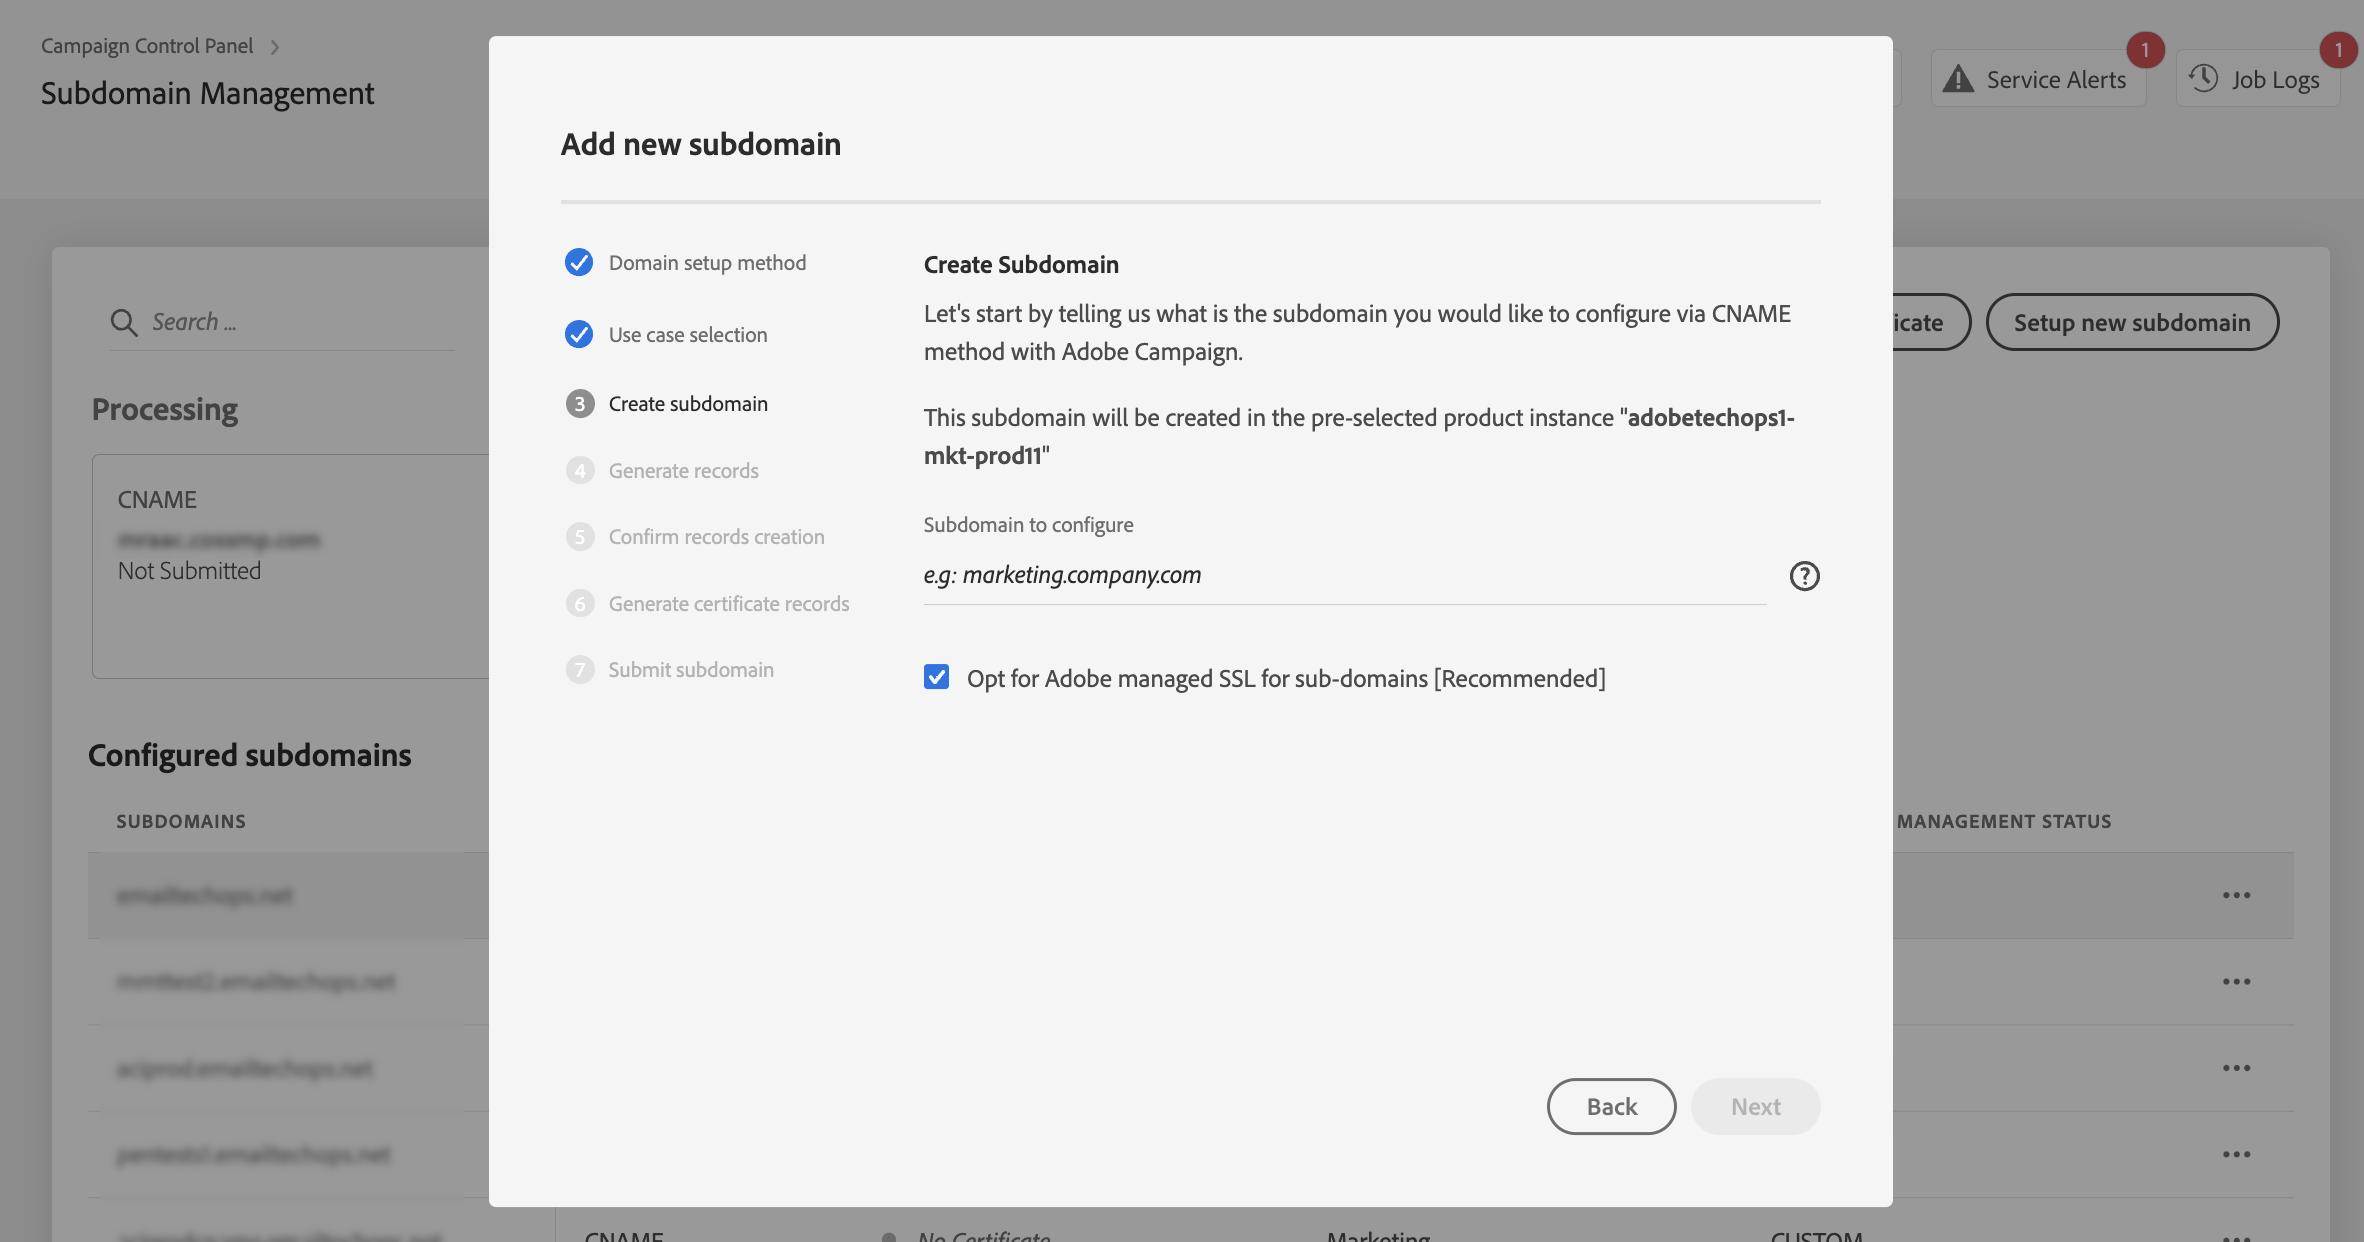 Campaign Control Panel
Subdomain Management
Service Alerts
1
Job Logs
1
Search ...
icate
Setup new subdomain
Processing
CNAME
Not Submitted
Configured subdomains
SUBDOMAINS
MANAGEMENT STATUS
Add new subdomain
Domain setup method
Use case selection
3 Create subdomain
4 Generate records
5 Confirm records creation
6 Generate certificate records
7 Submit subdomain
Create Subdomain
Let's start by telling us what is the subdomain you would like to configure via CNAME
method with Adobe Campaign.
This subdomain will be created in the pre-selected product instance "adobetechops1-
mkt-prod11"
Subdomain to configure
e.g: marketing.company.com
?
Opt for Adobe managed SSL for sub-domains [Recommended]
Back
Next
CNAME
No Certificate
Marketing
CUSTOM